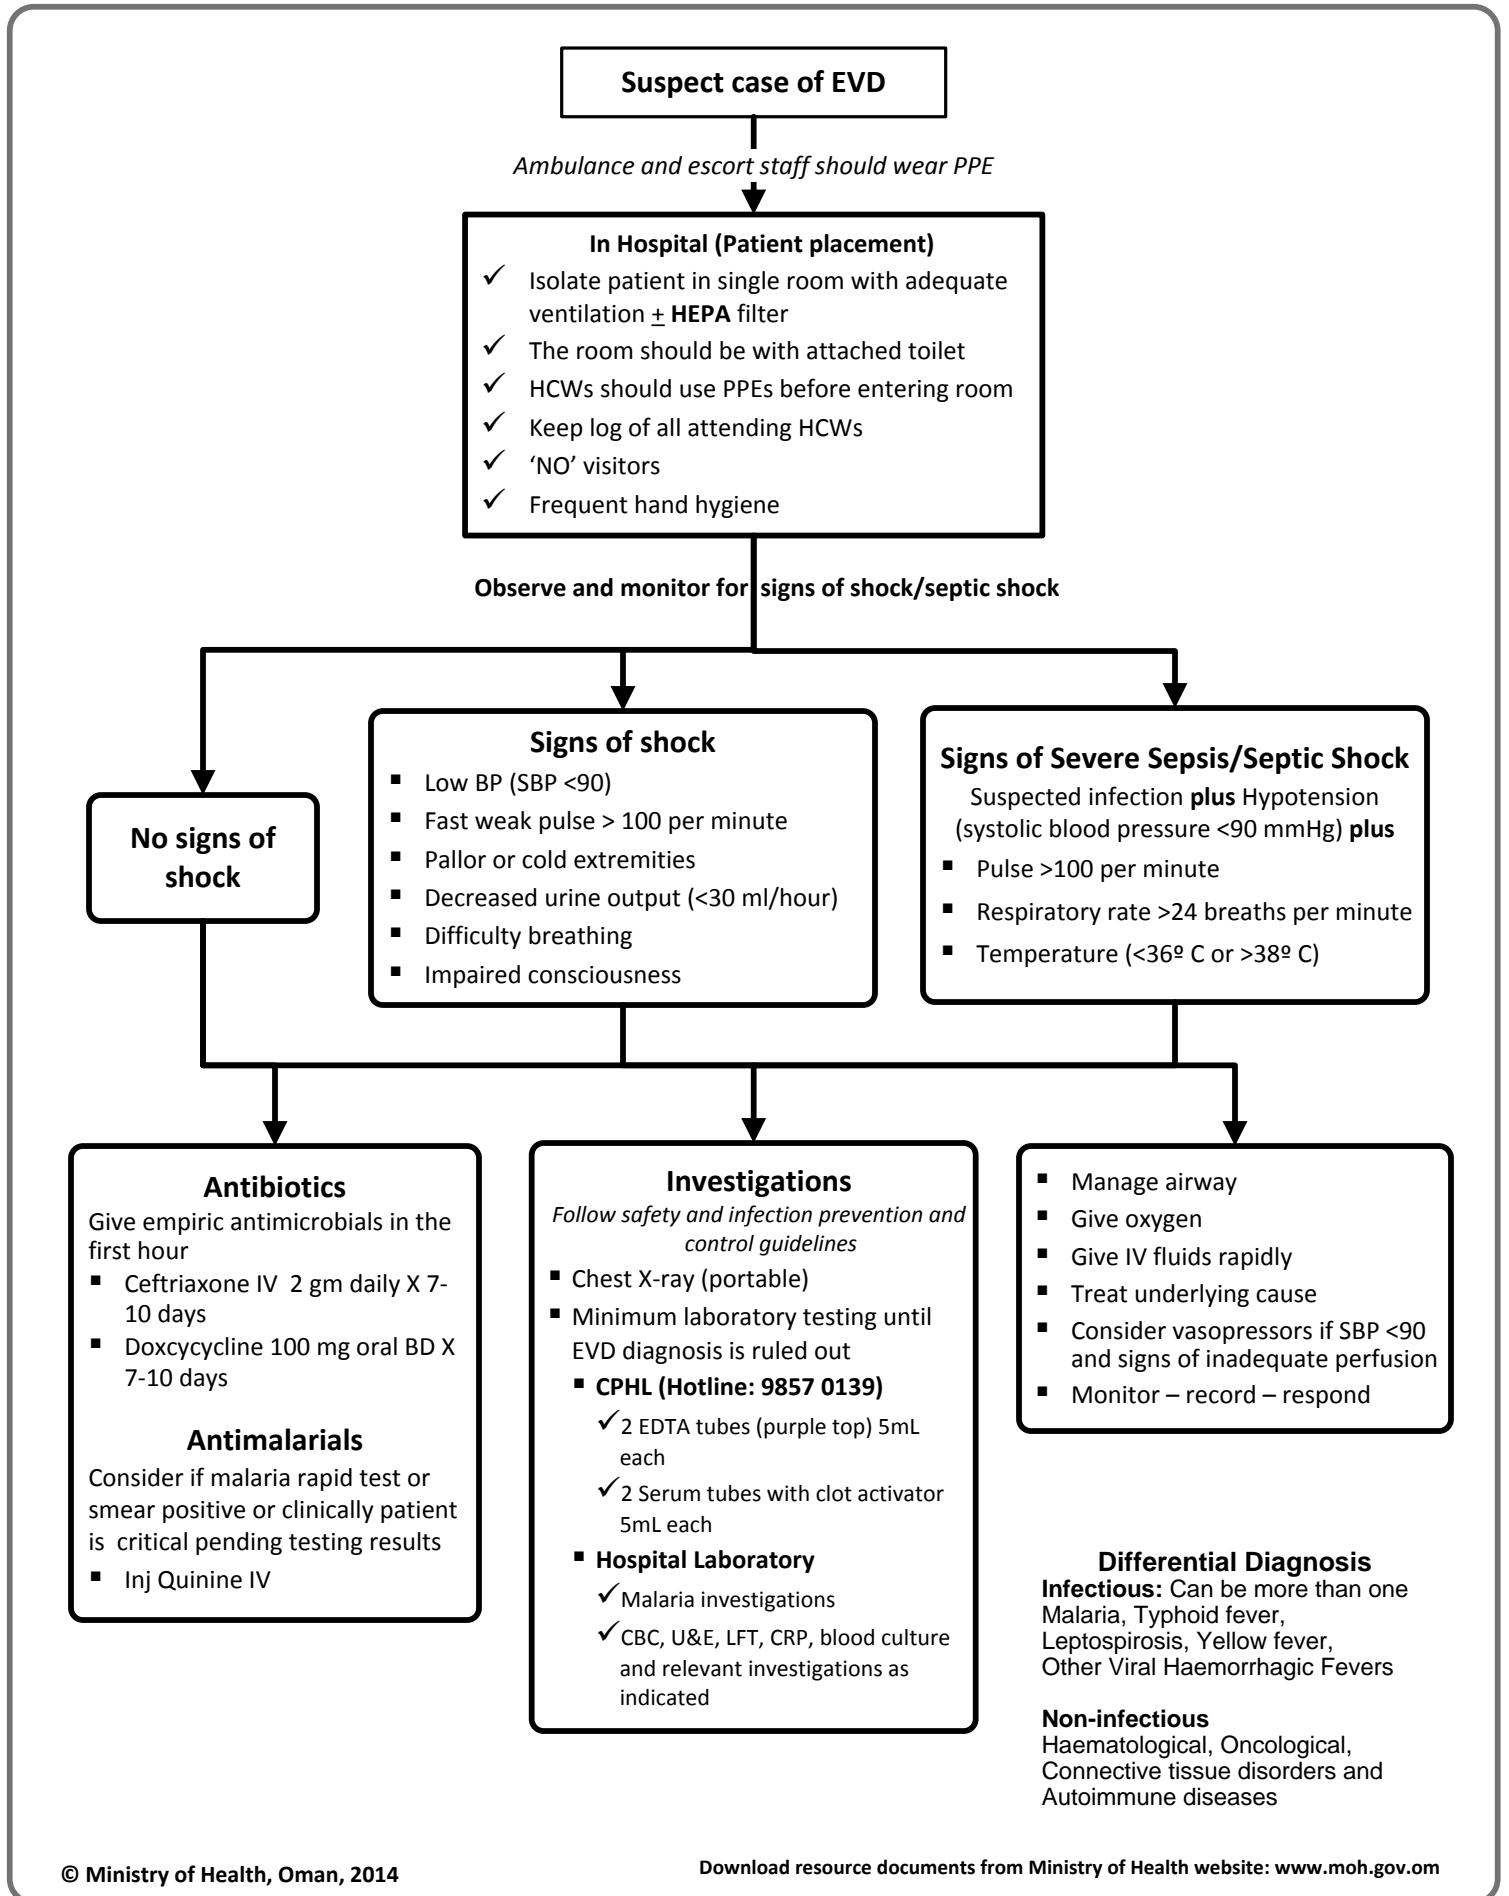 Suspect case of EVD
Ambulance and escort staff should wear PPE
In Hospital (Patient placement)
✓ Isolate patient in single room with adequate
ventilation ± HEPA filter
✓ The room should be with attached toilet
✓ HCWs should use PPEs before entering room
✓ Keep log of all attending HCWs
✓ ‘NO’ visitors
✓ Frequent hand hygiene
Observe and monitor for signs of shock/septic shock
No signs of
shock
Signs of shock
▪ Low BP (SBP <90)
▪ Fast weak pulse > 100 per minute
▪ Pallor or cold extremities
▪ Decreased urine output (<30 ml/hour)
▪ Difficulty breathing
▪ Impaired consciousness
Signs of Severe Sepsis/Septic Shock
Suspected infection plus Hypotension
(systolic blood pressure <90 mmHg) plus
▪ Pulse >100 per minute
▪ Respiratory rate >24 breaths per minute
▪ Temperature (<36º C or >38º C)
Antibiotics
Give empiric antimicrobials in the
first hour
▪ Ceftriaxone IV 2 gm daily X 7-
10 days
▪ Doxcycycline 100 mg oral BD X
7-10 days
Antimalarials
Consider if malaria rapid test or
smear positive or clinically patient
is critical pending testing results
▪ Inj Quinine IV
Investigations
Follow safety and infection prevention and
control guidelines
▪ Chest X-ray (portable)
▪ Minimum laboratory testing until
EVD diagnosis is ruled out
▪ CPHL (Hotline: 9857 0139)
✓2 EDTA tubes (purple top) 5mL
each
✓2 Serum tubes with clot activator
5mL each
▪ Hospital Laboratory
✓Malaria investigations
✓CBC, U&E, LFT, CRP, blood culture
and relevant investigations as
indicated
▪ Manage airway
▪ Give oxygen
▪ Give IV fluids rapidly
▪ Treat underlying cause
▪ Consider vasopressors if SBP <90
and signs of inadequate perfusion
▪ Monitor – record – respond
Differential Diagnosis
Infectious: Can be more than one
Malaria, Typhoid fever,
Leptospirosis, Yellow fever,
Other Viral Haemorrhagic Fevers
Non-infectious
Haematological, Oncological,
Connective tissue disorders and
Autoimmune diseases
© Ministry of Health, Oman, 2014
Download resource documents from Ministry of Health website: www.moh.gov.om